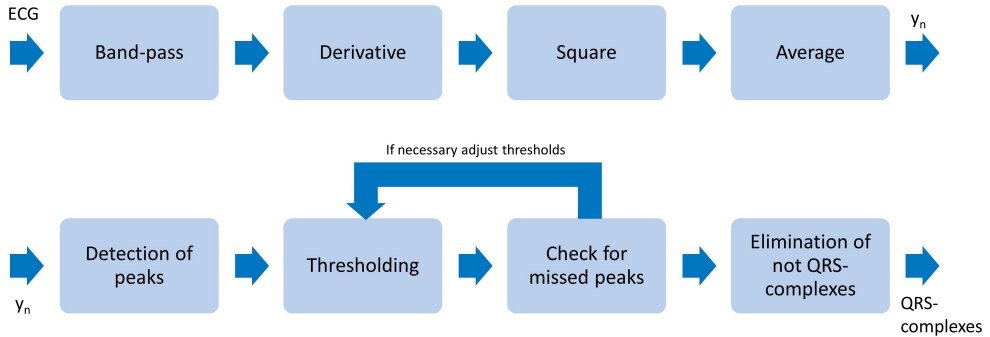 ECG
Band-pass
Derivative
Square
Average
yn
If necessary adjust thresholds
yn
Detection of
peaks
Thresholding
Check for
missed peaks
Elimination of
not QRS-
complexes
QRS-
complexes